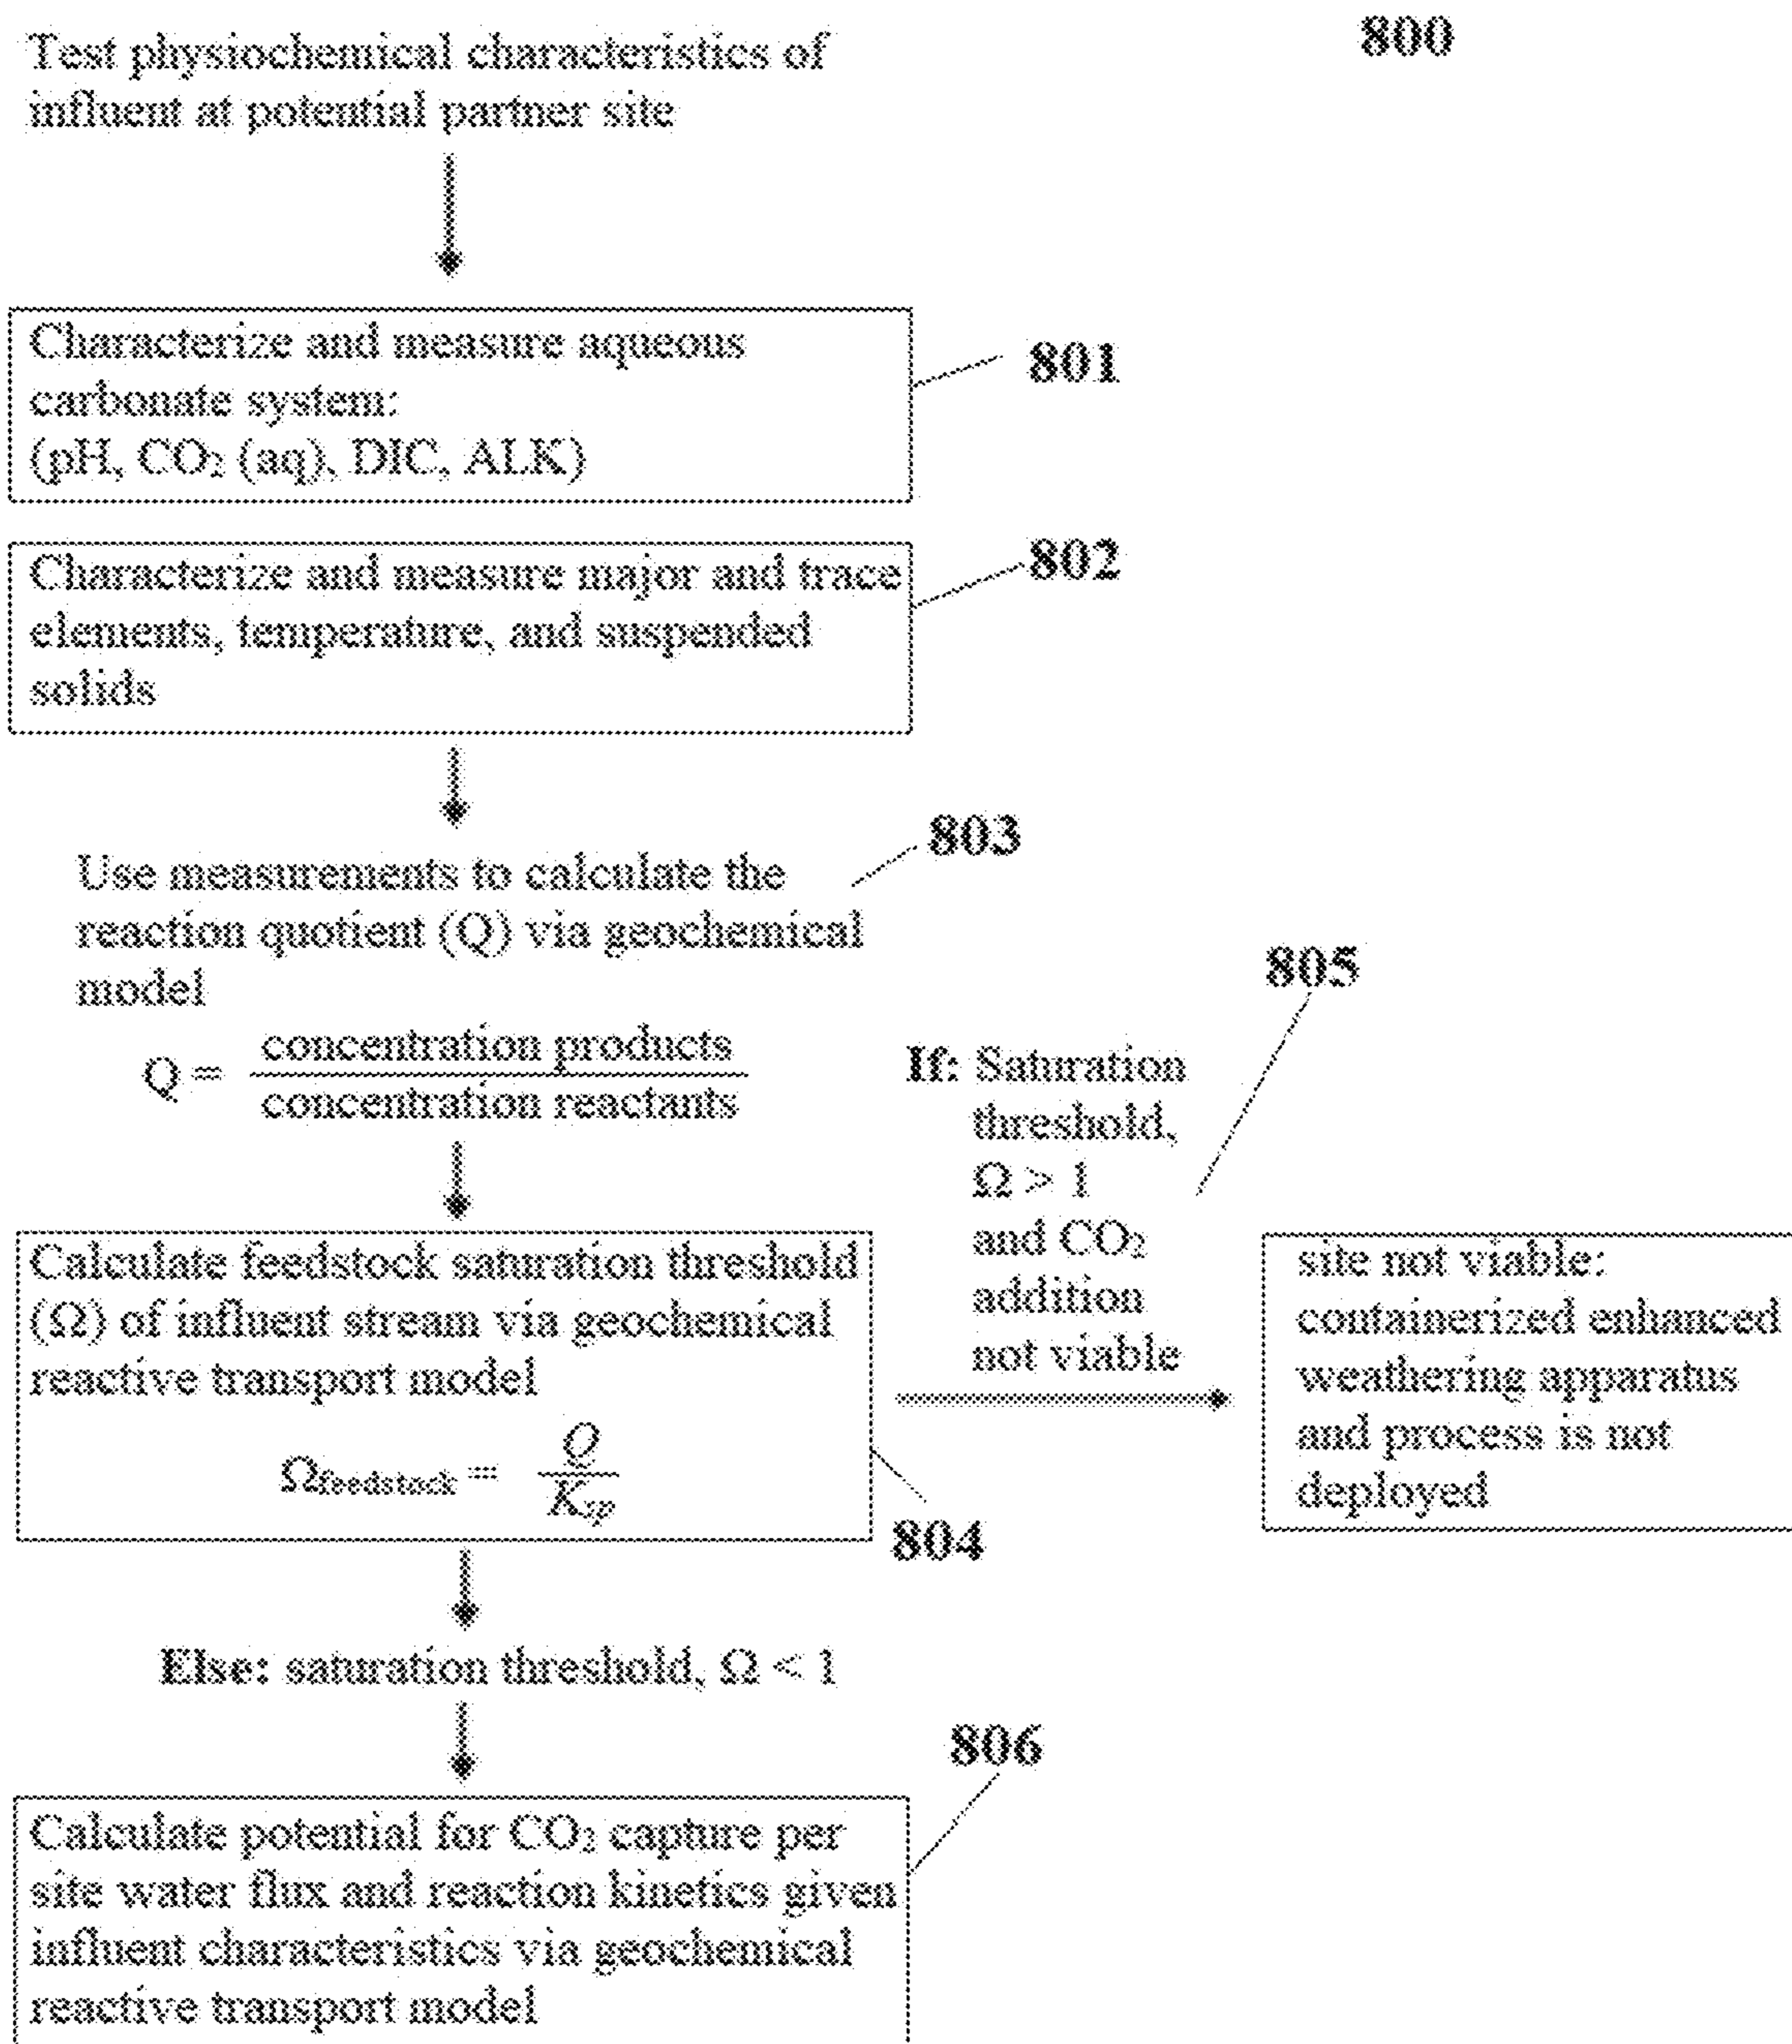 800
Test physiochemical characteristics of
influent at potential partner site
Characterize and measure aqueous
carbonate system:
(pH, CO₂ (aq), DIC, ALK)
801
Characterize and measure major and trace
elements, temperature, and suspended
solids
802
803
Use measurements to calculate the
reaction quotient (Q) via geochemical
model
Q = concentration products
concentration reactants
805
If: Saturation
threshold,
Ω > 1
and CO₂
addition
not viable
site not viable:
containerized enhanced
weathering apparatus
and process is not
deployed
Calculate feedstock saturation threshold
(Ω) of influent stream via geochemical
reactive transport model
Ωfeedstock = Q
Ksp
804
Else: saturation threshold, Ω < 1
806
Calculate potential for CO₂ capture per
site water flux and reaction kinetics given
influent characteristics via geochemical
reactive transport model